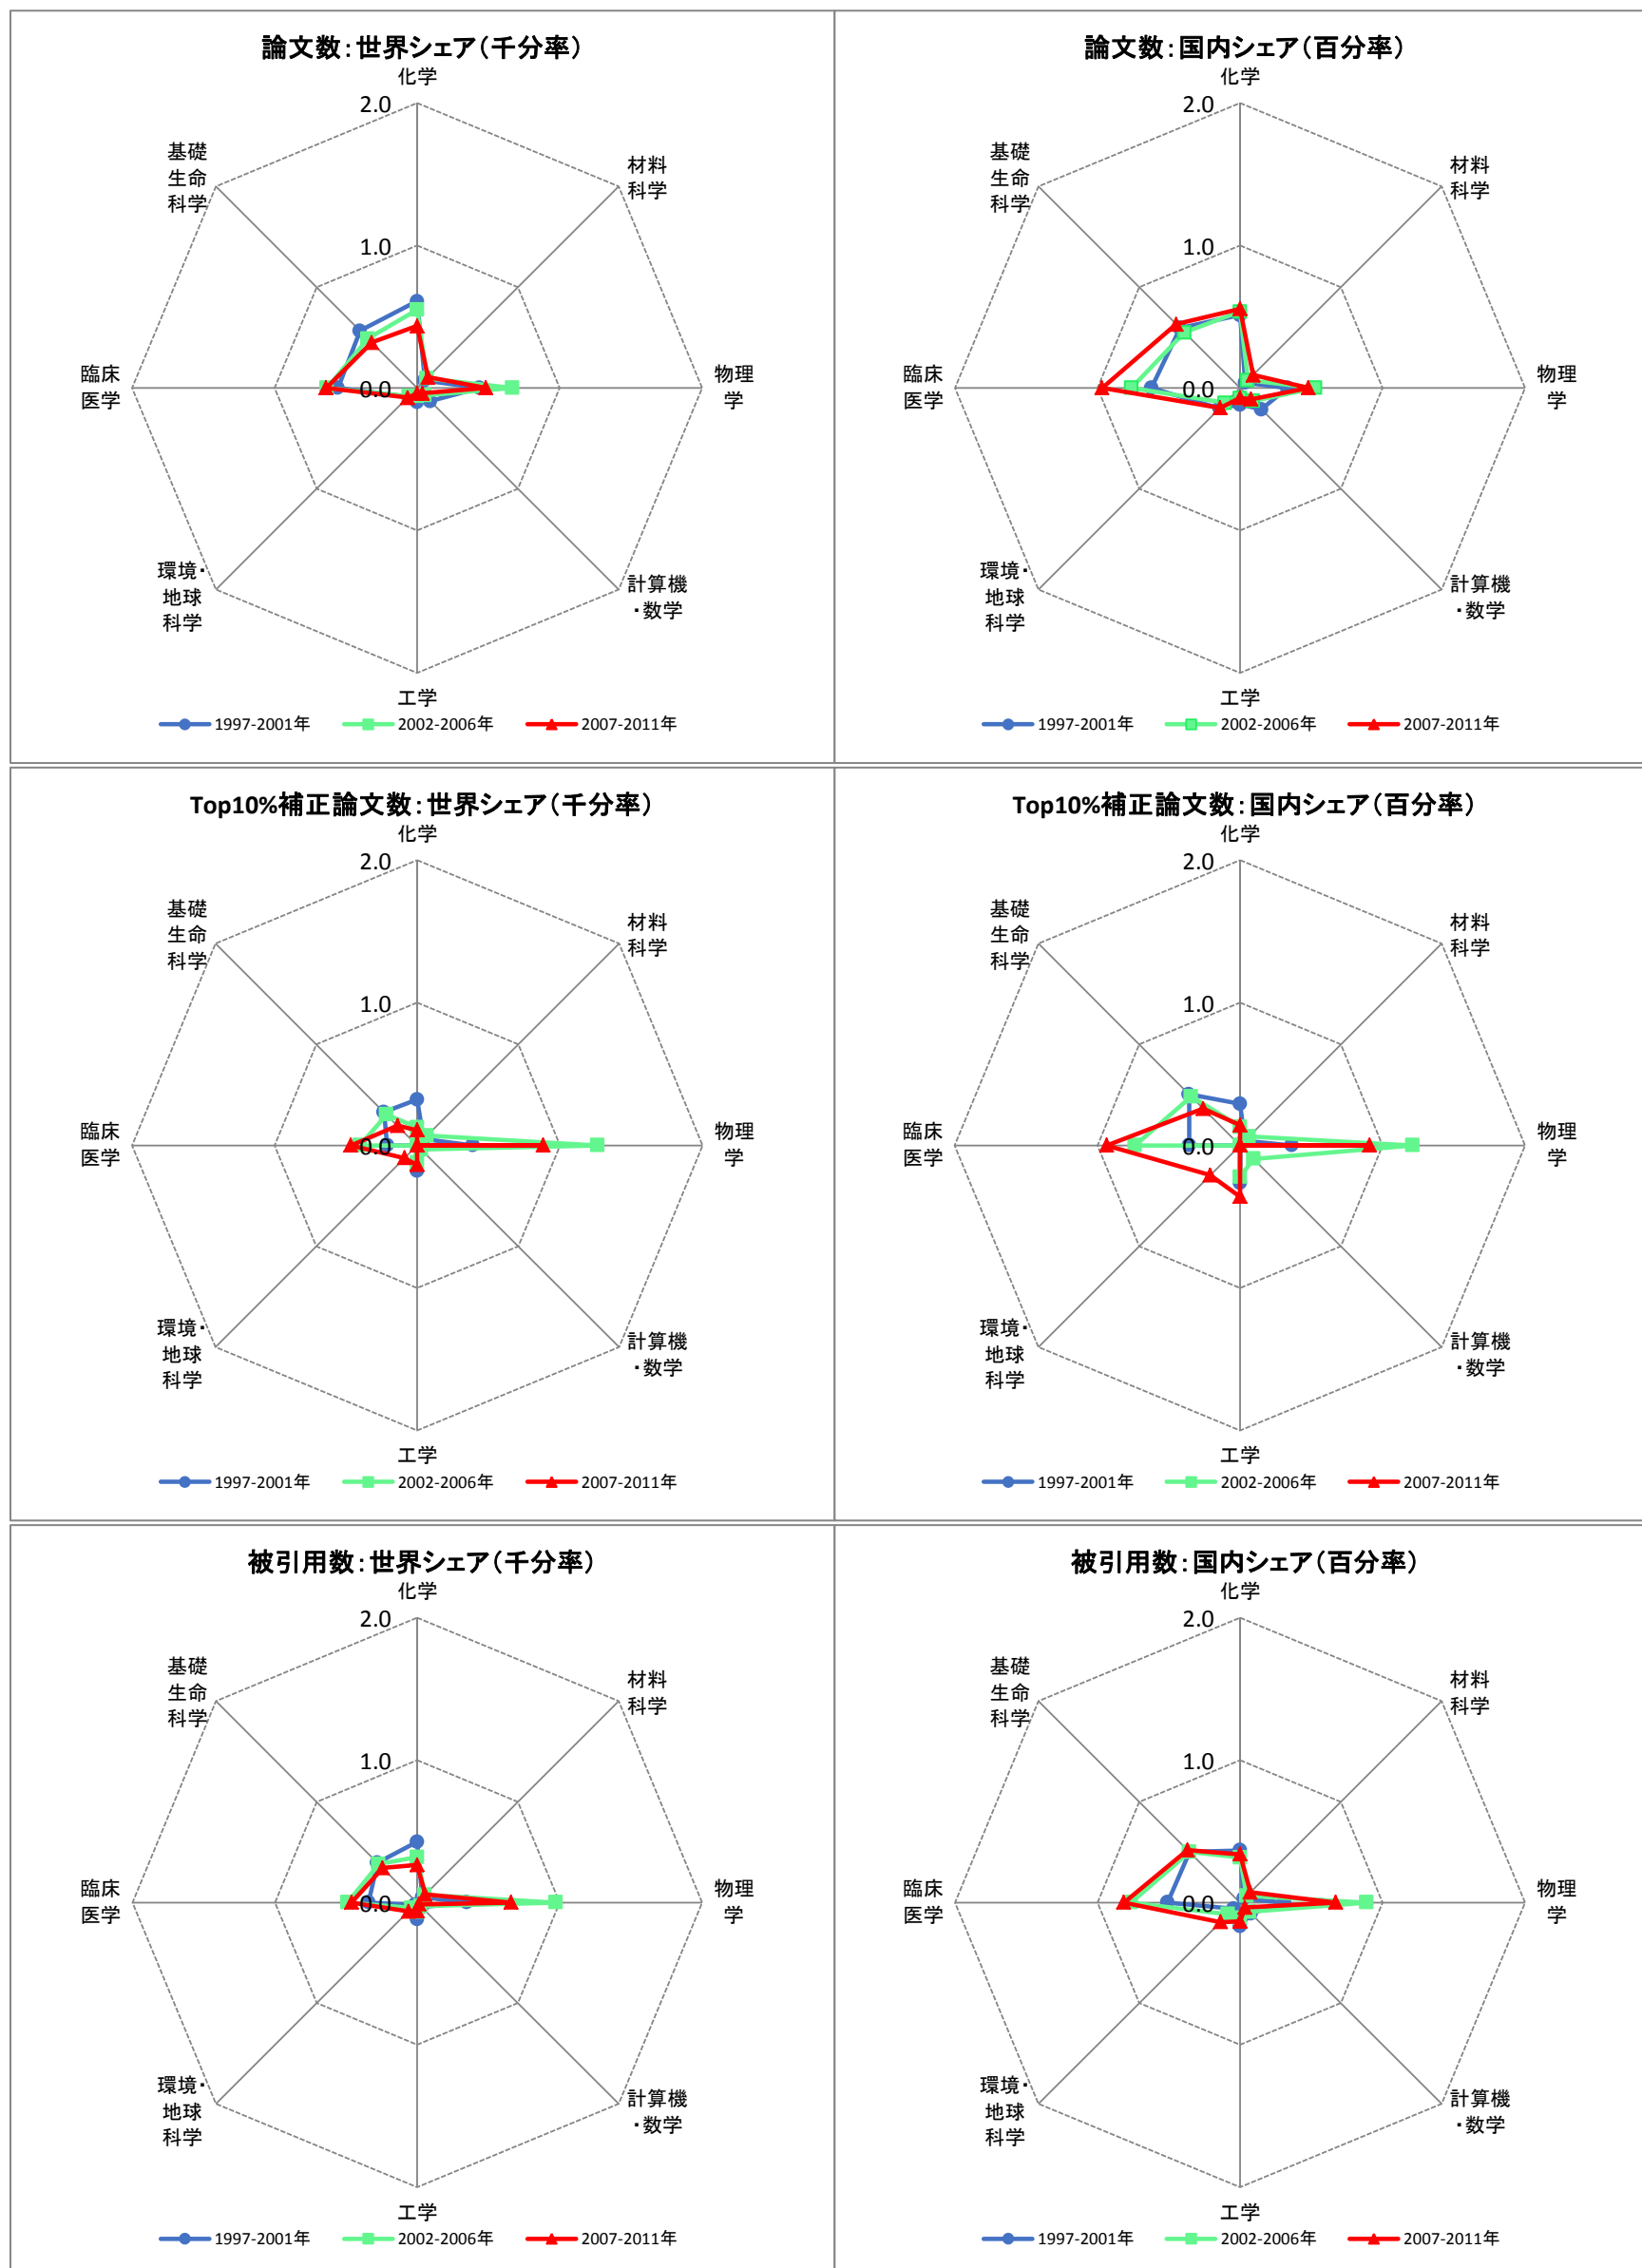 論文数：世界シェア（千分率）
化学
2.0
基礎
生命
科学
材料
科学
1.0
臨床
医学
0.0
物理
学
環境・
地球
科学
計算機
・数学
工学
1997-2001年 2002-2006年 2007-2011年
論文数：国内シェア（百分率）
化学
2.0
基礎
生命
科学
材料
科学
1.0
臨床
医学
0.0
物理
学
環境・
地球
科学
計算機
・数学
工学
1997-2001年 2002-2006年 2007-2011年
Top10%補正論文数：世界シェア（千分率）
化学
2.0
基礎
生命
科学
材料
科学
1.0
臨床
医学
0.0
物理
学
環境・
地球
科学
計算機
・数学
工学
1997-2001年 2002-2006年 2007-2011年
Top10%補正論文数：国内シェア（百分率）
化学
2.0
基礎
生命
科学
材料
科学
1.0
臨床
医学
0.0
物理
学
環境・
地球
科学
計算機
・数学
工学
1997-2001年 2002-2006年 2007-2011年
被引用数：世界シェア（千分率）
化学
2.0
基礎
生命
科学
材料
科学
1.0
臨床
医学
0.0
物理
学
環境・
地球
科学
計算機
・数学
工学
1997-2001年 2002-2006年 2007-2011年
被引用数：国内シェア（百分率）
化学
2.0
基礎
生命
科学
材料
科学
1.0
臨床
医学
0.0
物理
学
環境・
地球
科学
計算機
・数学
工学
1997-2001年 2002-2006年 2007-2011年